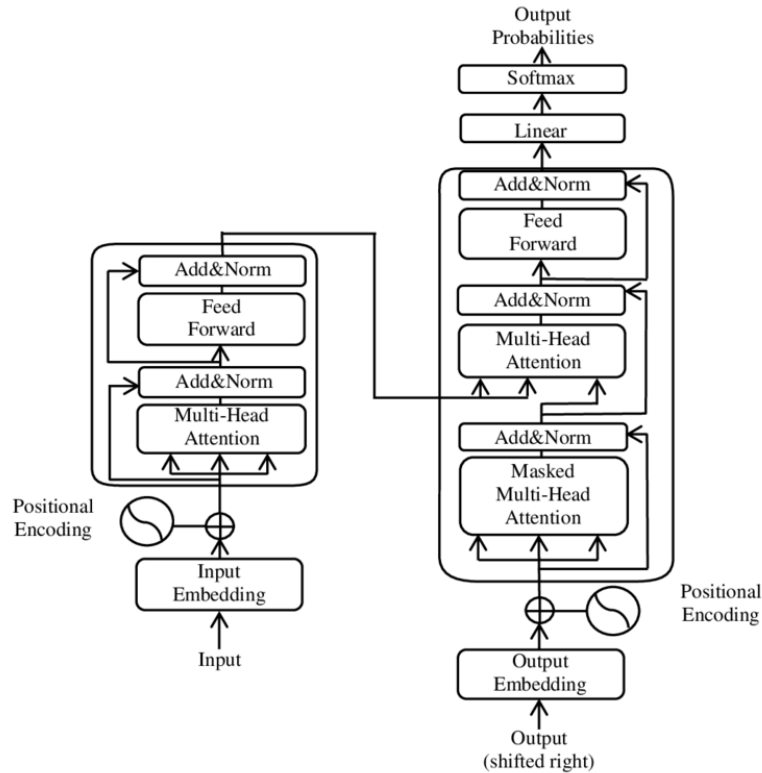 Output
Probabilities
Softmax
Linear
Add&Norm
Feed
Forward
Add&Norm
Multi-Head
Attention
Add&Norm
Masked
Multi-Head
Attention
Positional
Encoding
Output
Embedding
Output
(shifted right)
Add&Norm
Feed
Forward
Add&Norm
Multi-Head
Attention
Positional
Encoding
Input
Embedding
Input